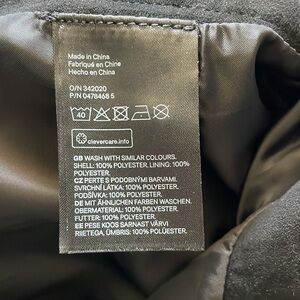 Made in China
Fabriqué en Chine
Hecho en China
O/N 342020
P/N 0478468 5
40
clevercare.info
GB WASH WITH SIMILAR COLOURS.
SHELL: 100% POLYESTER. LINING: 100%
POLYESTER.
CZ PERTE S PODOBNÝMI BARVAMI.
SVRCHNÍ LÁTKA: 100% POLYESTER.
PODŠÍVKA: 100% POLYESTER.
DE MIT ÄHNLICHEN FARBEN WASCHEN.
OBERMATERIAL: 100% POLYESTER.
FUTTER: 100% POLYESTER.
EE PESE KOOS SARNAST VÄRVI
RIIETEGA. ÜMBRIS: 100% POLÜESTER.